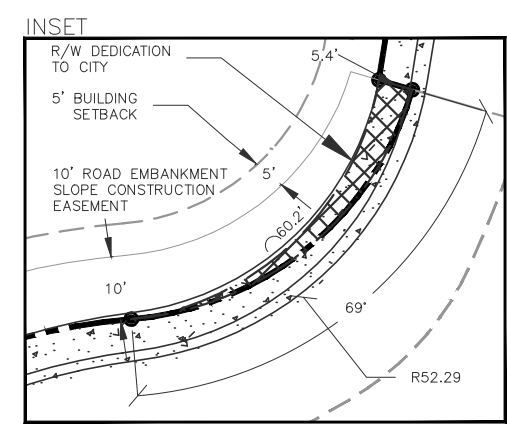 INSET
R/W DEDICATION
TO CITY
5.4'
5' BUILDING
SETBACK
5'
10' ROAD EMBANKMENT
SLOPE CONSTRUCTION
EASEMENT
60.2'
10'
69°
R52.29